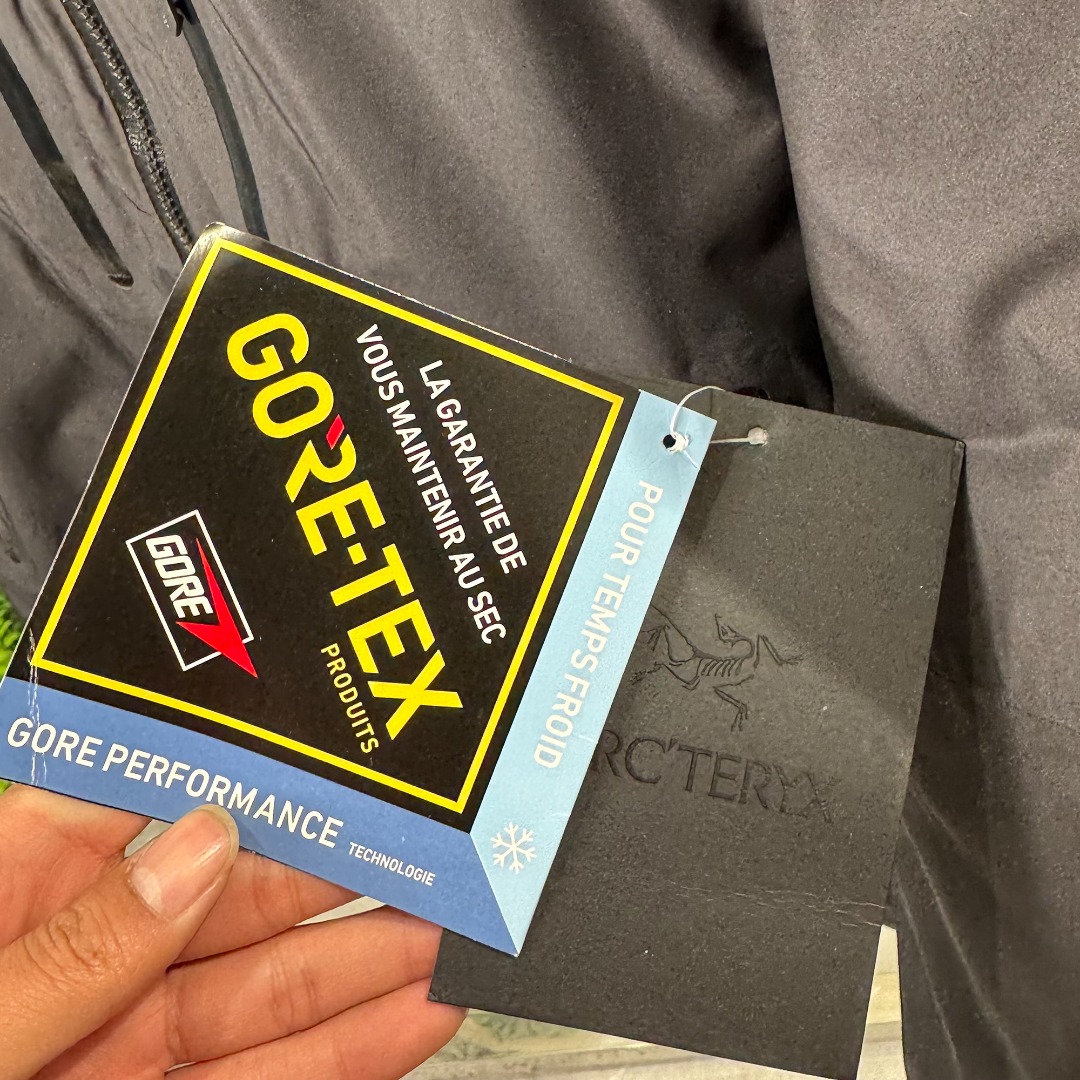 LA GARANTIE DE
VOUS MAINTENIR AU SEC
GORE-TEX
PRODUITS
GORE
GORE PERFORMANCE
TECHNOLOGIE
POUR TEMPS FROID
RC'TERYX